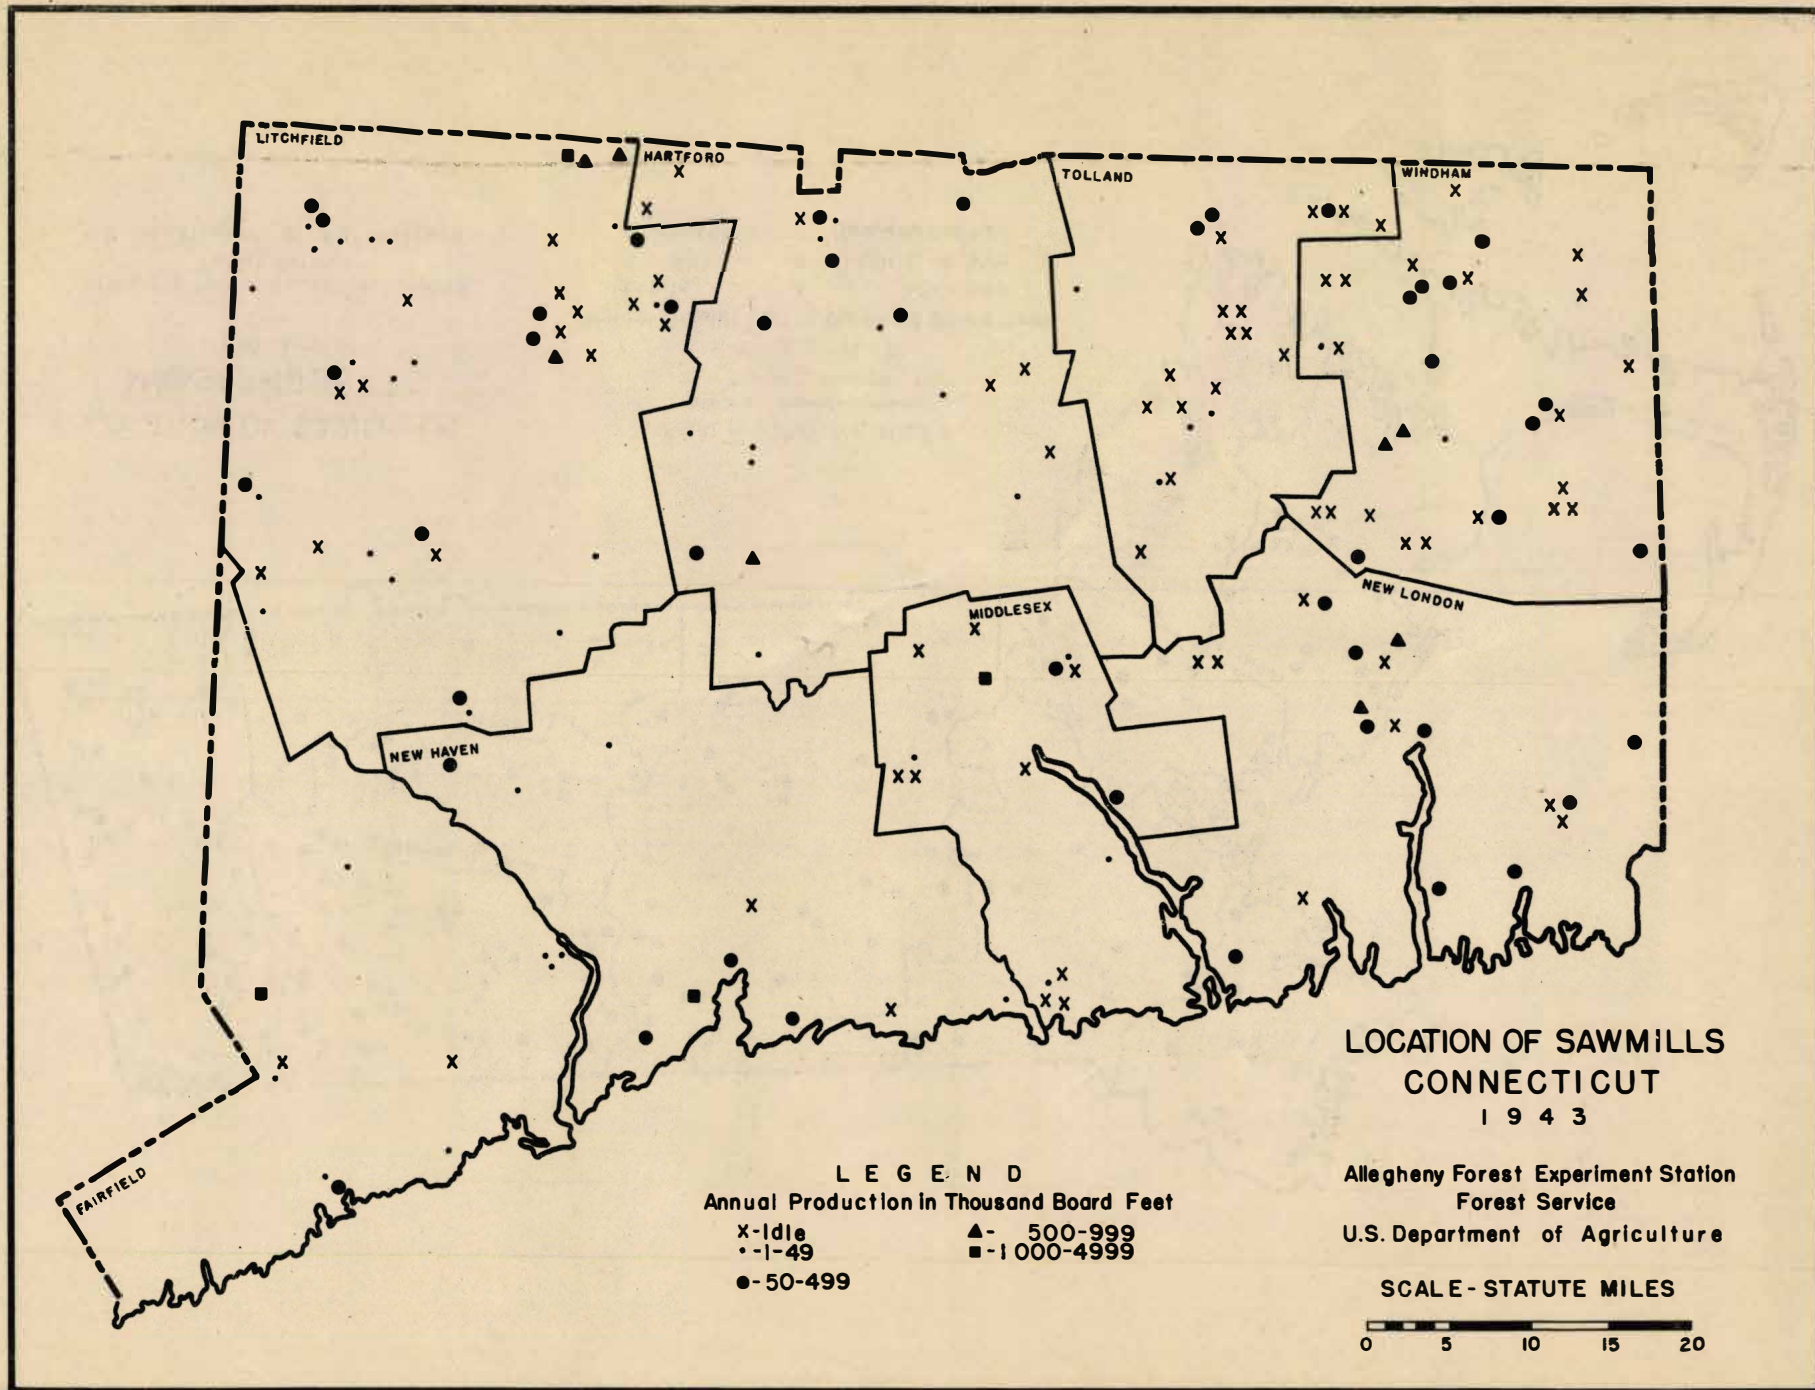 LITCHFIELD
HARTFORD
TOLLAND
WINDHAM
NEW LONDON
MIDDLESEX
NEW HAVEN
FAIRFIELD
LOCATION OF SAWMILLS
CONNECTICUT
1943
Allegheny Forest Experiment Station
Forest Service
U.S. Department of Agriculture
SCALE - STATUTE MILES
0 5 10 15 20
LEGEND
Annual Production in Thousand Board Feet
X - Idle
• - 1-49
● - 50-499
▲ - 500-999
■ - 1000-4999